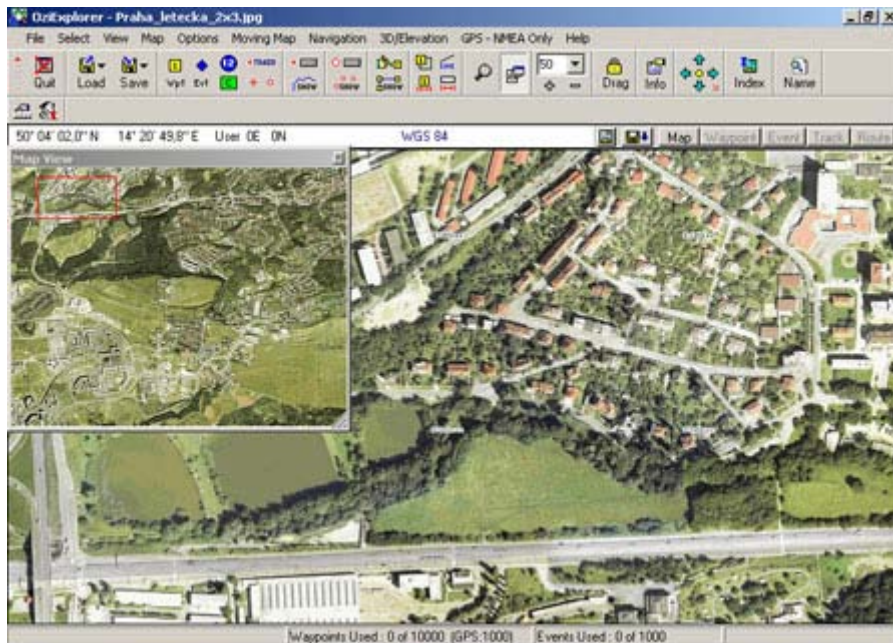 OziExplorer - Praha_letecka_2x3.jpg
File Select View Map Options Moving Map Navigation 3D/Elevation GPS - NMEA Only Help
50
Quit Load Save Wpt Evt Drag Info Index Name
50° 04' 02,0" N 14° 20' 49,8" E User 0E 0N WGS 84 Map Waypoint Event Track Route
Map View
Waypoints Used : 0 of 10000 (GPS:1000) Events Used : 0 of 1000